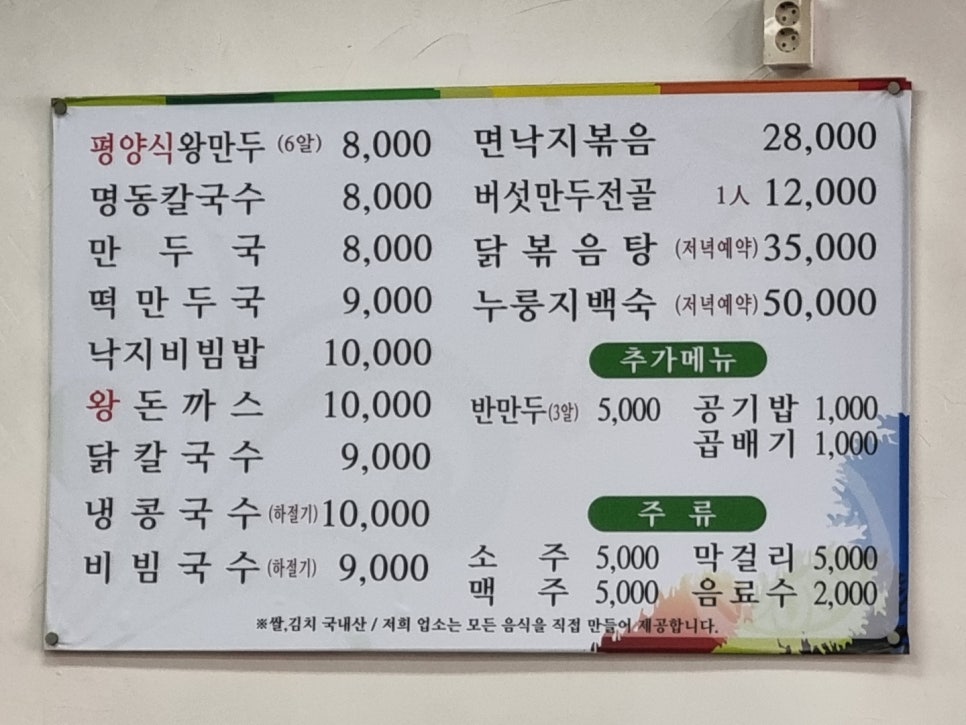 평양식왕만두 (6알) 8,000
명동칼국수 8,000
만두국 8,000
떡만두국 9,000
낙지비빔밥 10,000
왕돈까스 10,000
닭칼국수 9,000
냉콩국수 (하절기) 10,000
비빔국수 (하절기) 9,000
면낙지볶음 28,000
버섯만두전골 1人 12,000
닭볶음탕 (저녁예약) 35,000
누룽지백숙 (저녁예약) 50,000
추가메뉴
반만두(3알) 5,000 공기밥 1,000
곱배기 1,000
주류
소주 5,000 막걸리 5,000
맥주 5,000 음료수 2,000
※쌀,김치 국내산 / 저희 업소는 모든 음식을 직접 만들어 제공합니다.